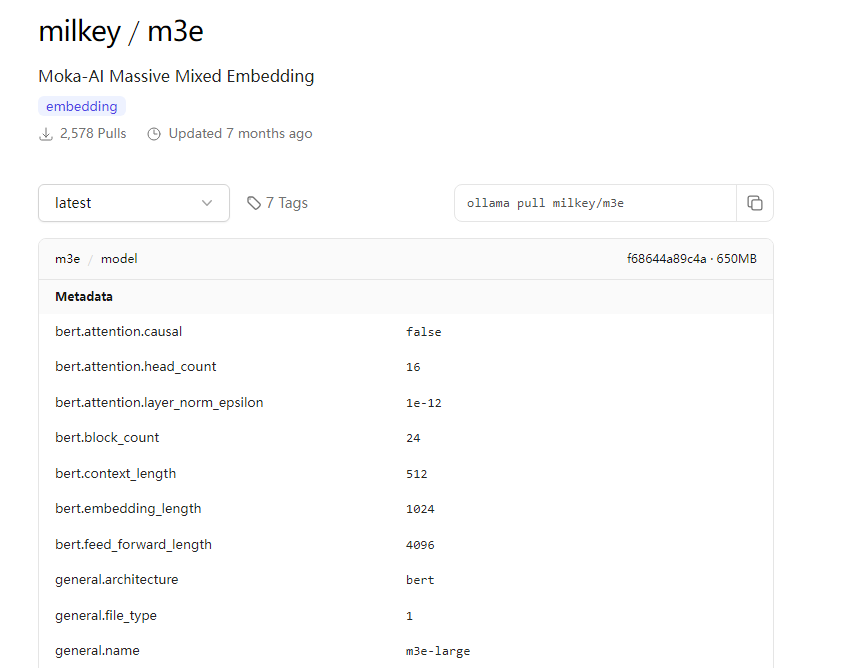 milkey / m3e
Moka-AI Massive Mixed Embedding
embedding
2,578 Pulls Updated 7 months ago
latest 7 Tags ollama pull milkey/m3e
m3e / model f68644a89c4a · 650MB
Metadata
bert.attention.causal false
bert.attention.head_count 16
bert.attention.layer_norm_epsilon 1e-12
bert.block_count 24
bert.context_length 512
bert.embedding_length 1024
bert.feed_forward_length 4096
general.architecture bert
general.file_type 1
general.name m3e-large